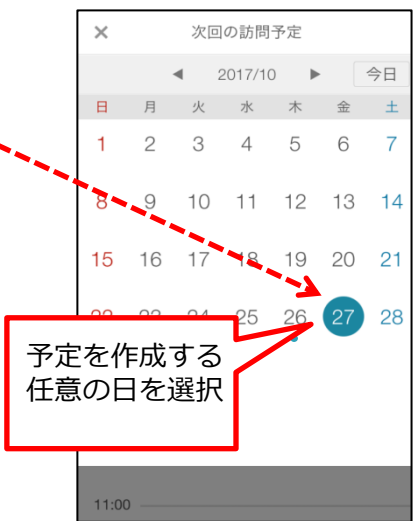 × 次回の訪問予定
◀ 2017/10 ▶ 今日
日 月 火 水 木 金 土
1 2 3 4 5 6 7
8 9 10 11 12 13 14
15 16 17 18 19 20 21
22 23 24 25 26 27 28
予定を作成する
任意の日を選択
11:00